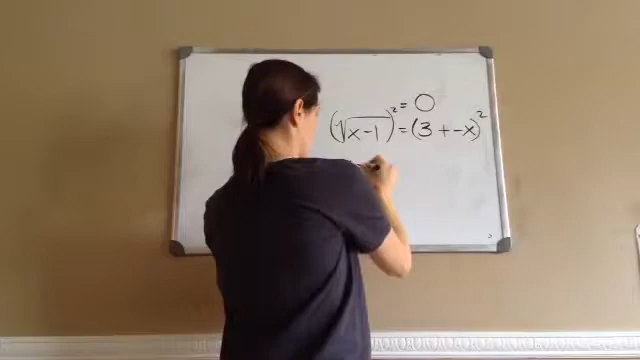 = 0
(√x-1)² = (3 + -x)²